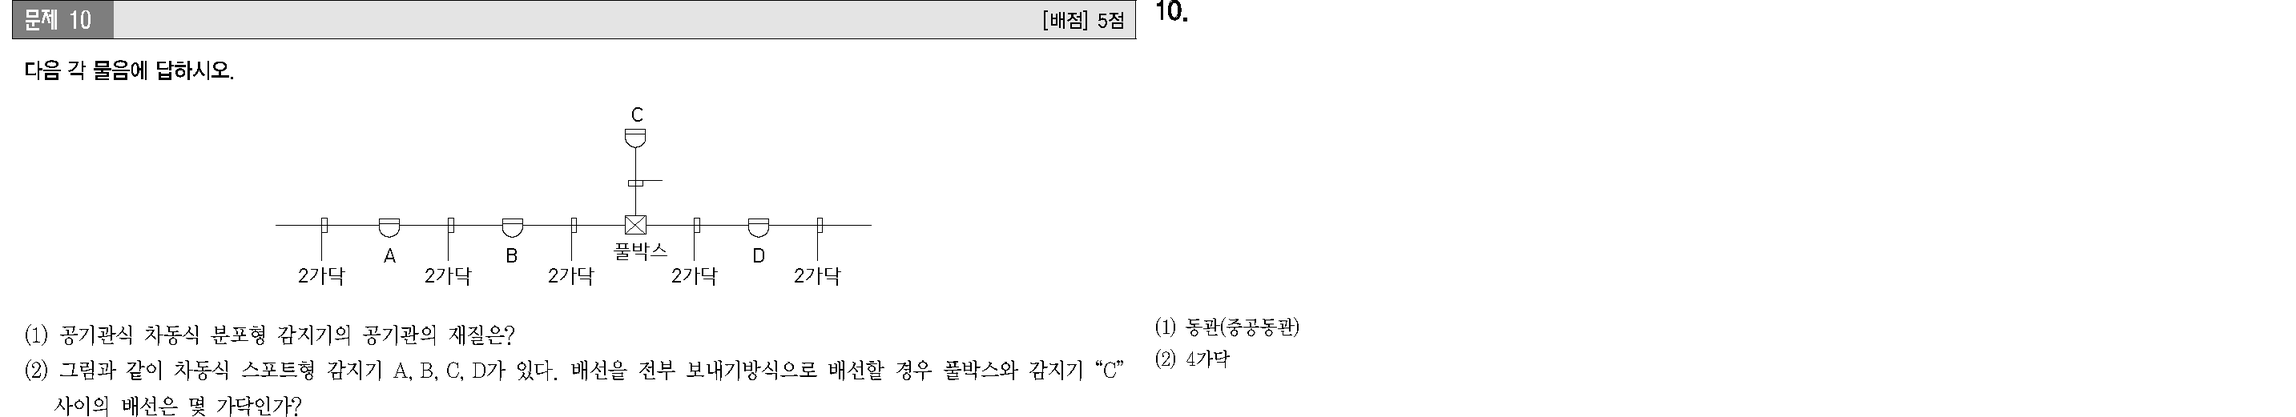 문제 10 [배점] 5점
다음 각 물음에 답하시오.
C
풀박스
A B D
2가닥 2가닥 2가닥 2가닥 2가닥
(1) 공기관식 차동식 분포형 감지기의 공기관의 재질은?
(2) 그림과 같이 차동식 스포트형 감지기 A, B, C, D가 있다. 배선을 전부 보내기방식으로 배선할 경우 풀박스와 감지기 “C”
사이의 배선은 몇 가닥인가?
10.
(1) 동관(중공동관)
(2) 4가닥